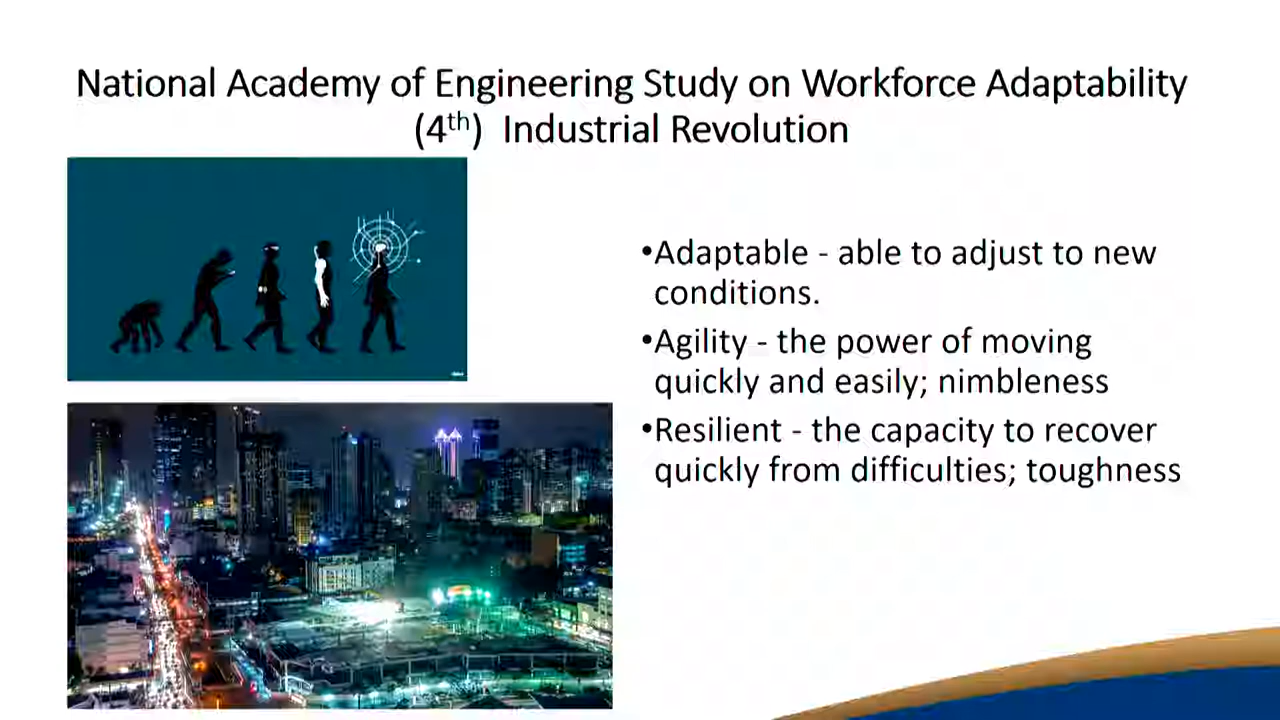 National Academy of Engineering Study on Workforce Adaptability
(4th) Industrial Revolution
•Adaptable - able to adjust to new
conditions.
•Agility - the power of moving
quickly and easily; nimbleness
•Resilient - the capacity to recover
quickly from difficulties; toughness